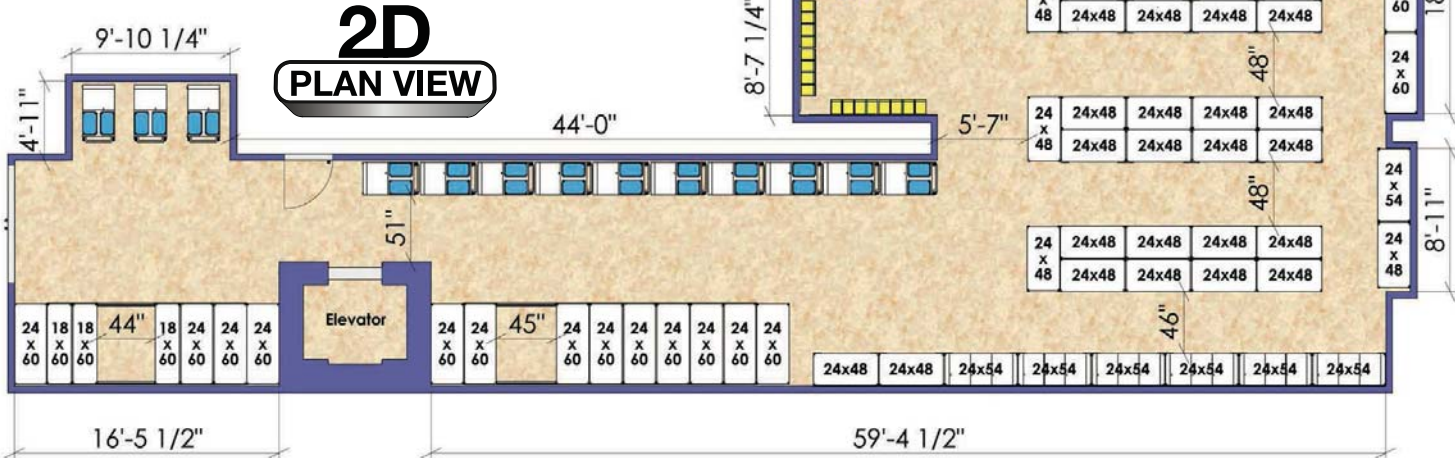 2D
PLAN VIEW
9'-10 1/4"
4'-11"
44'-0"
8'-7 1/4"
5'-7"
48 24x48 24x48 24x48 24x48
60
24 x 60
48"
24 x 48 24x48 24x48 24x48 24x48
24x48 24x48 24x48 24x48
48"
24 x 54
24 x 48
8'-11"
24 x 48 24x48 24x48 24x48 24x48
24x48 24x48 24x48 24x48
51"
46"
Elevator
24 x 60 18 x 60 18 x 60 44" 18 x 60 24 x 60 24 x 60 24 x 60
24 x 60 24 x 60 45" 24 x 60 24 x 60 24 x 60 24 x 60 24 x 60 24 x 60 24 x 60
24x48 24x48 24x54 24x54 24x54 24x54 24x54 24x54
16'-5 1/2"
59'-4 1/2"